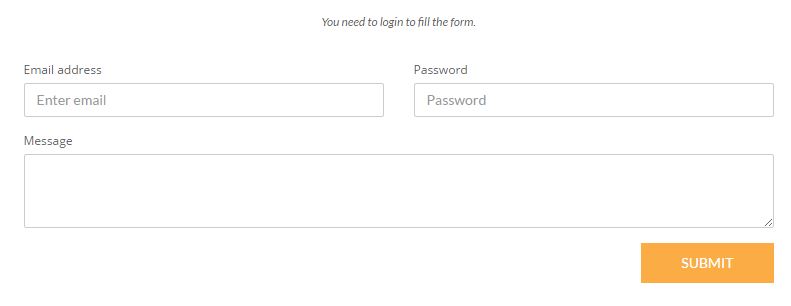 You need to login to fill the form.
Email address
Password
Enter email
Password
Message
SUBMIT